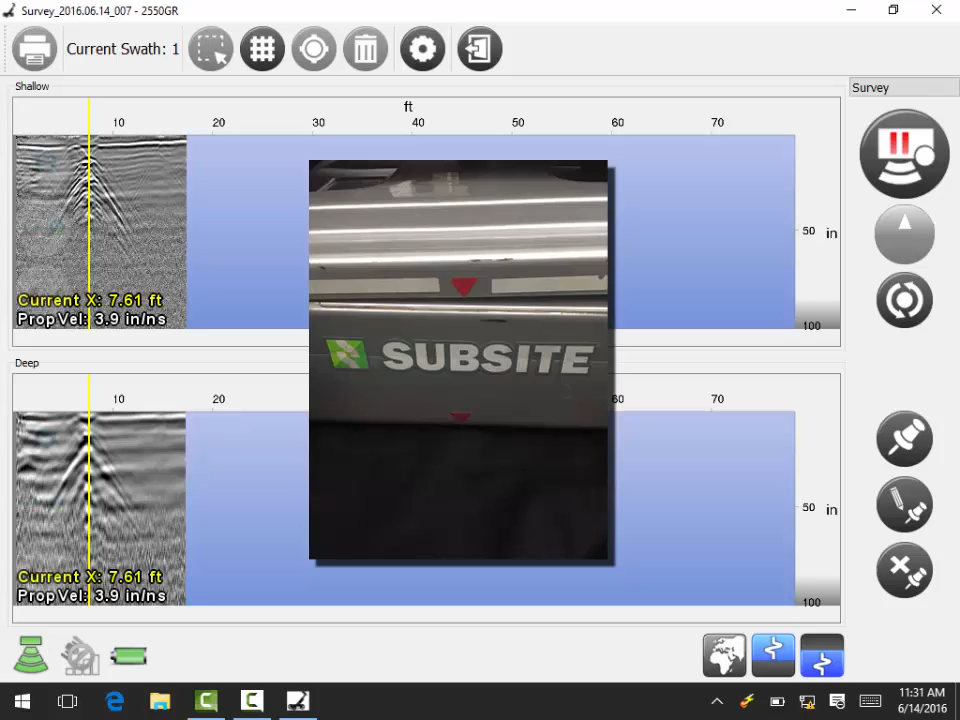 Survey_2016.06.14_007 - 2550GR
Current Swath: 1
Shallow
Survey
ft
10 20 30 40 50 60 70
50 in
100
Current X: 7.61 ft
Prop Vel: 3.9 in/ns
SUBSITE
Deep
10 20 60 70
50 in
100
Current X: 7.61 ft
Prop Vel: 3.9 in/ns
11:31 AM
6/14/2016